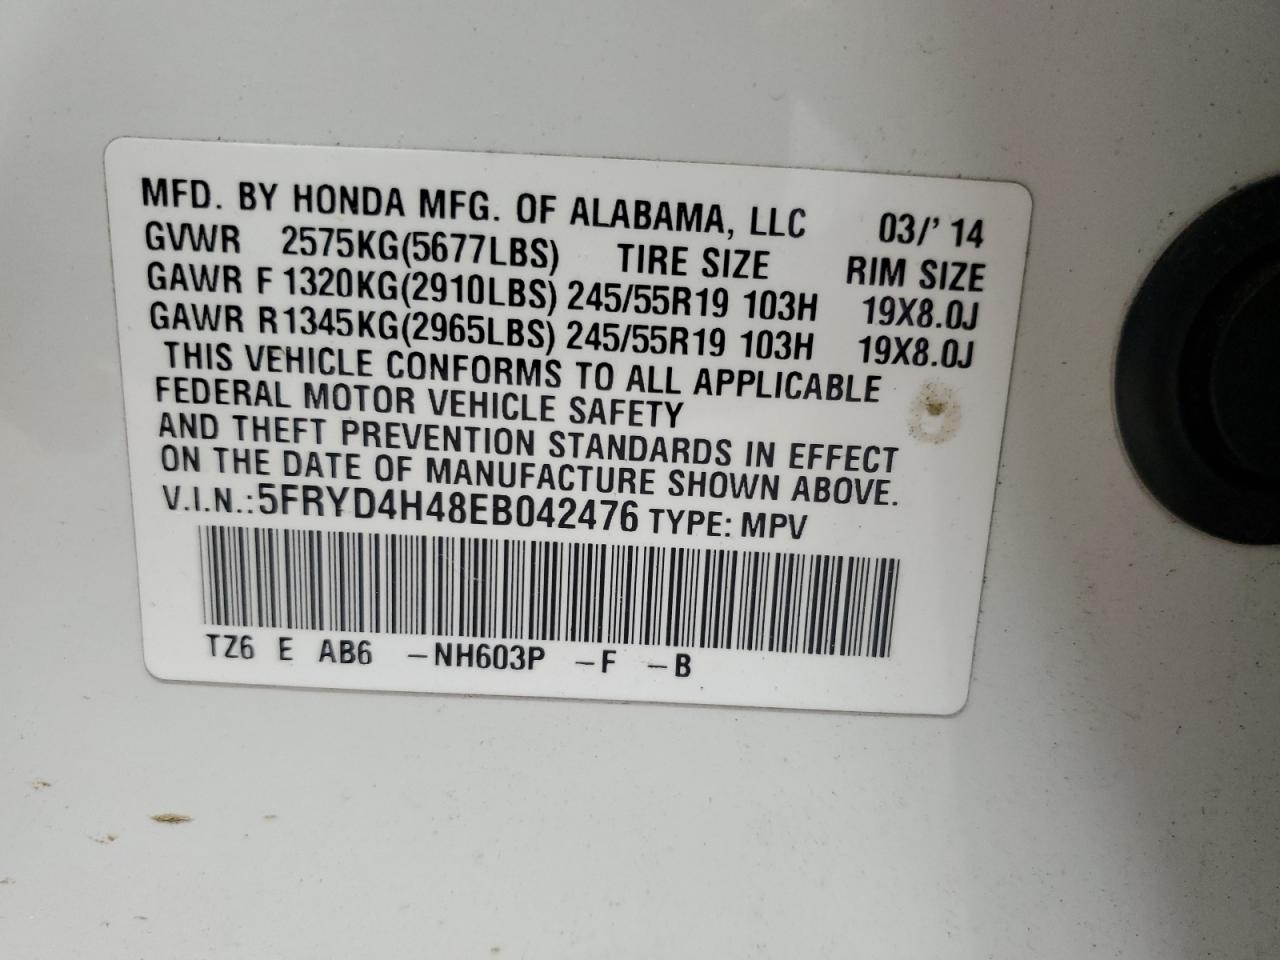 MFD. BY HONDA MFG. OF ALABAMA, LLC 03/' 14
GVWR 2575KG(5677LBS) TIRE SIZE RIM SIZE
GAWR F 1320KG(2910LBS) 245/55R19 103H 19X8.0J
GAWR R1345KG(2965LBS) 245/55R19 103H 19X8.0J
THIS VEHICLE CONFORMS TO ALL APPLICABLE
FEDERAL MOTOR VEHICLE SAFETY
AND THEFT PREVENTION STANDARDS IN EFFECT
ON THE DATE OF MANUFACTURE SHOWN ABOVE.
V.I.N.:5FRYD4H48EB042476 TYPE: MPV
TZ6 E AB6 -NH603P -F -B